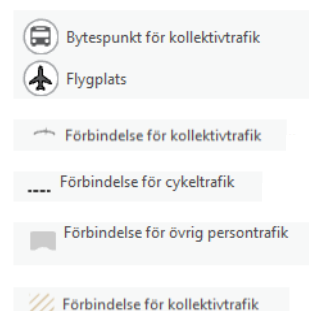 Bytespunkt för kollektivtrafik
Flygplats
Förbindelse för kollektivtrafik
Förbindelse för cykeltrafik
Förbindelse för övrig persontrafik
Förbindelse för kollektivtrafik